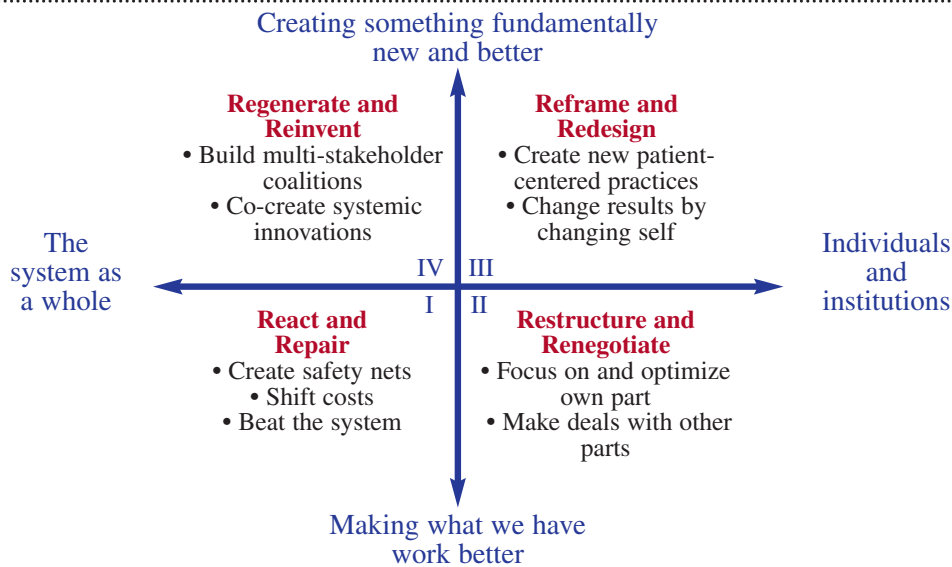 Creating something fundamentally
new and better
Regenerate and
Reinvent
• Build multi-stakeholder
coalitions
• Co-create systemic
innovations
Reframe and
Redesign
• Create new patient-
centered practices
• Change results by
changing self
The
system as
a whole
IV
III
I
II
Individuals
and
institutions
React and
Repair
• Create safety nets
• Shift costs
• Beat the system
Restructure and
Renegotiate
• Focus on and optimize
own part
• Make deals with other
parts
Making what we have
work better